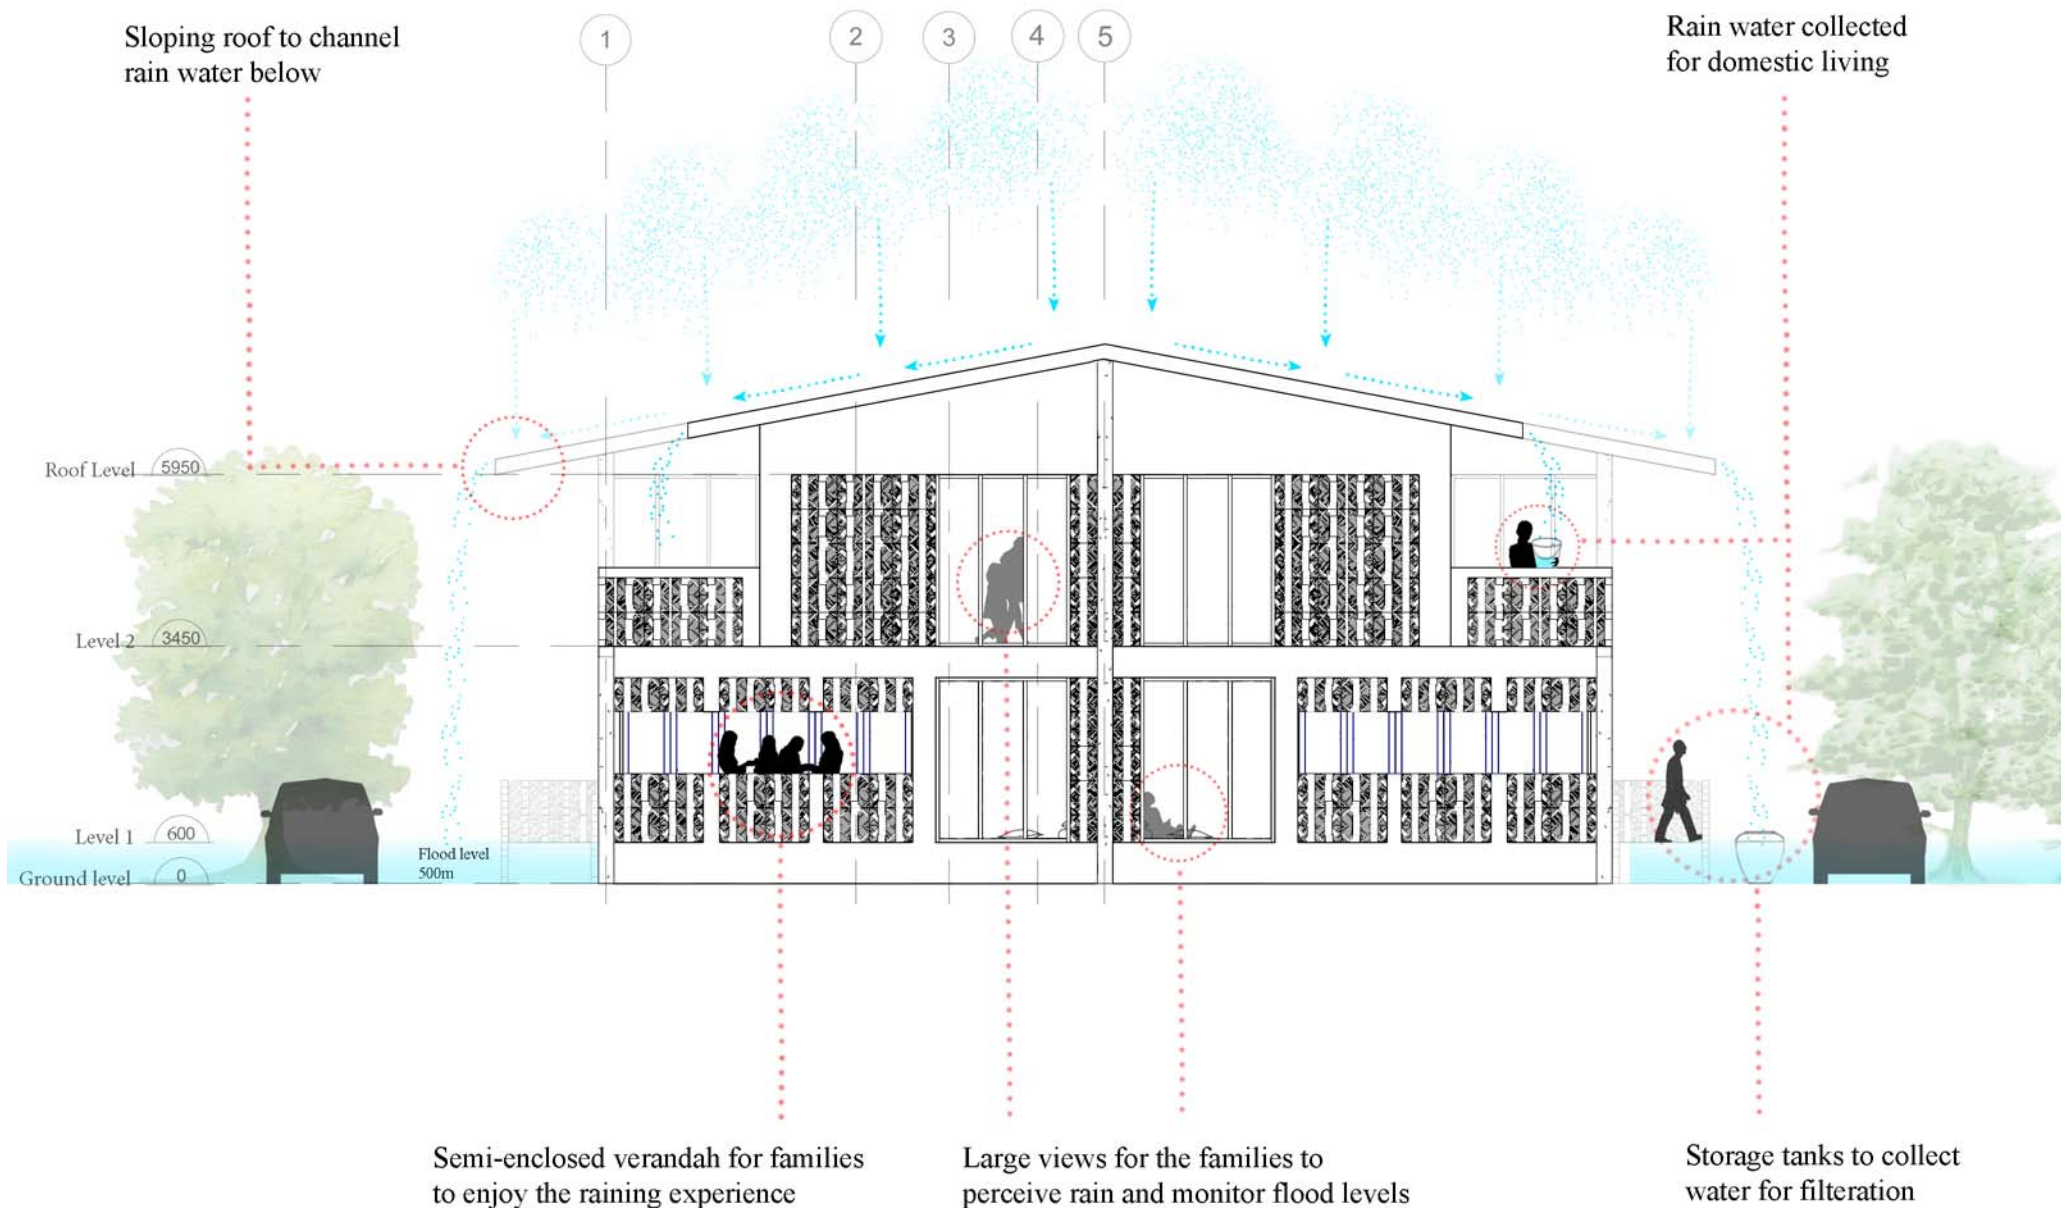 Sloping roof to channel
rain water below
1
2
3
4
5
Rain water collected
for domestic living
Roof Level 5950
Level 2 3450
Level 1 600
Ground level 0
Flood level
500m
Semi-enclosed verandah for families
to enjoy the raining experience
Large views for the families to
perceive rain and monitor flood levels
Storage tanks to collect
water for filteration